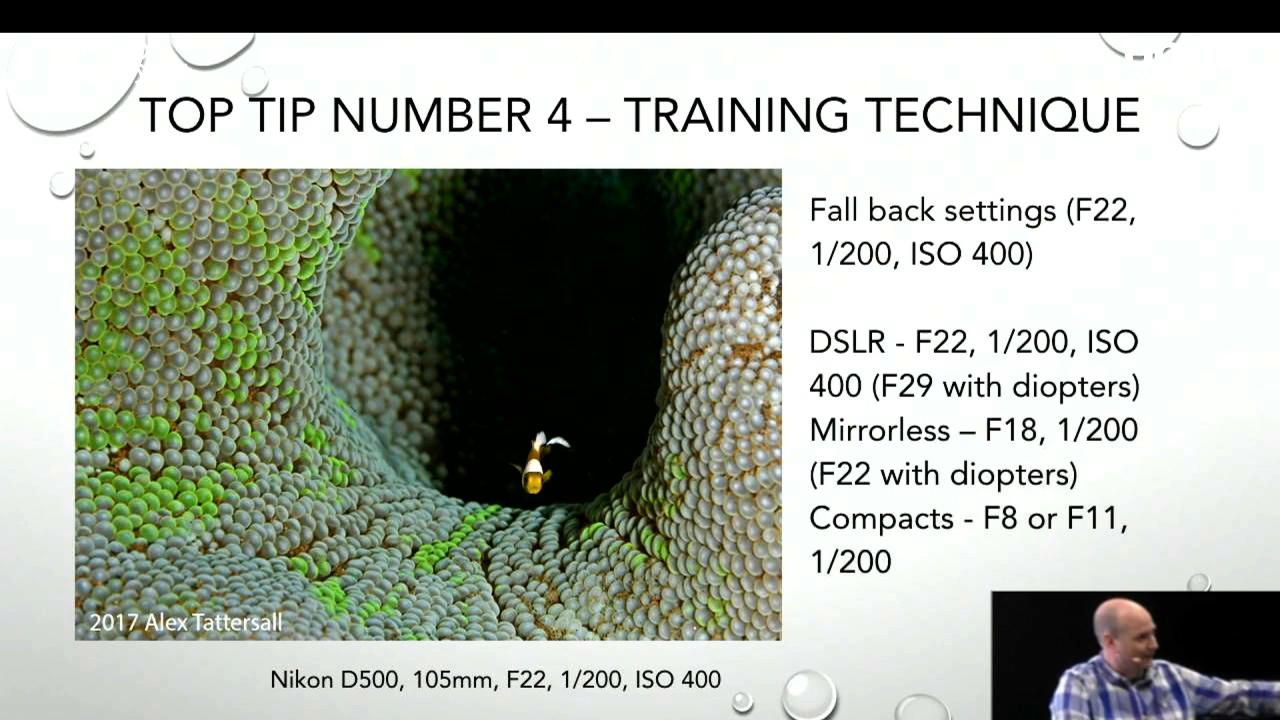 TOP TIP NUMBER 4 – TRAINING TECHNIQUE
Fall back settings (F22,
1/200, ISO 400)
DSLR - F22, 1/200, ISO
400 (F29 with diopters)
Mirrorless – F18, 1/200
(F22 with diopters)
Compacts - F8 or F11,
1/200
2017 Alex Tattersall
Nikon D500, 105mm, F22, 1/200, ISO 400